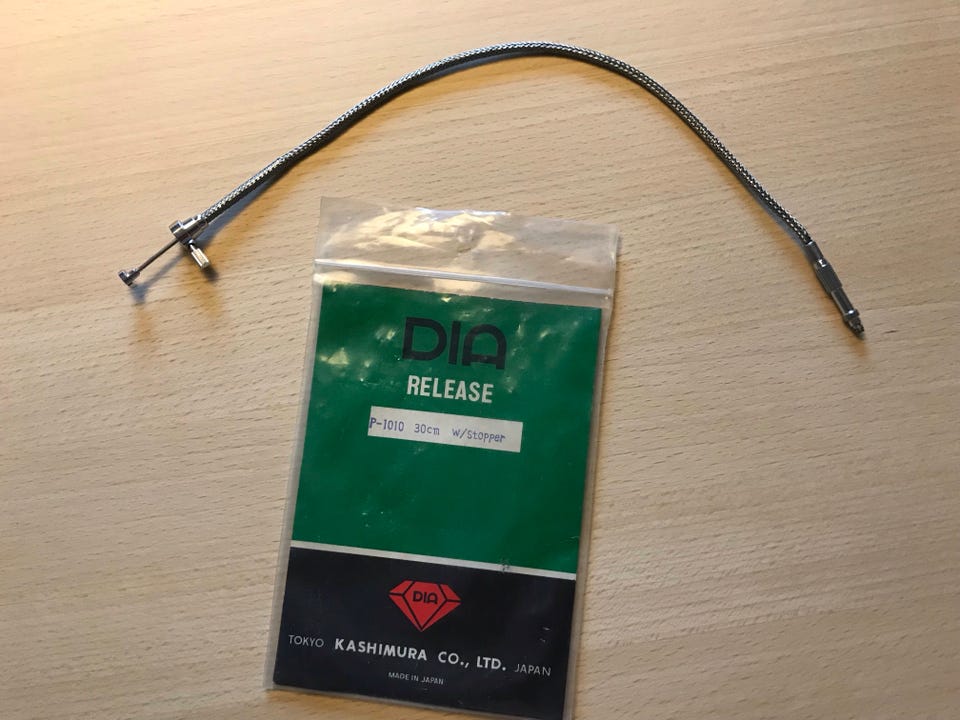 DIA
RELEASE
P-1010 30cm W/Stopper
DIA
TOKYO KASHIMURA CO., LTD. JAPAN
MADE IN JAPAN